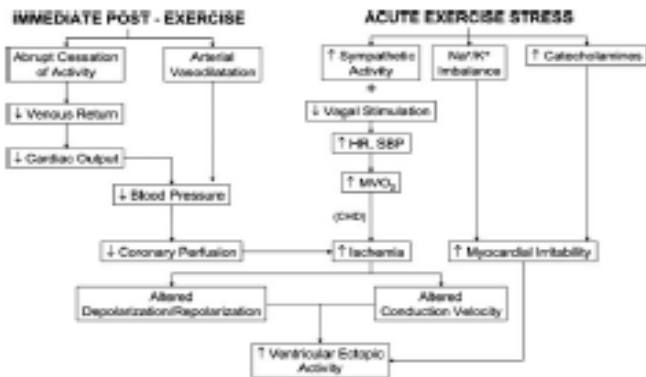 IMMEDIATE POST - EXERCISE
ACUTE EXERCISE STRESS
Abrupt Cessation
of Activity
Arterial
Vasodilatation
↑ Sympathetic
Activity
+
Na+/K+
Imbalance
↑ Catecholamines
↓ Venous Return
↓ Vagal Stimulation
↑ HR, SBP
↓ Cardiac Output
↑ MVO2
↓ Blood Pressure
(CHD)
↓ Coronary Perfusion
↑ Ischemia
↑ Myocardial Irritability
Altered
Depolarization/Repolarization
Altered
Conduction Velocity
↑ Ventricular Ectopic
Activity